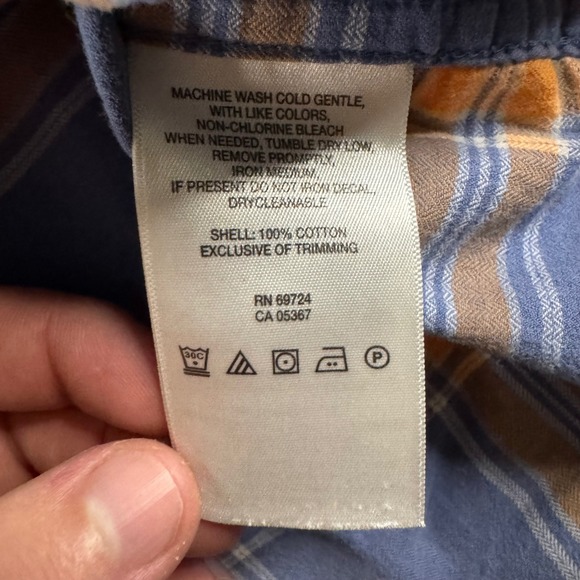 MACHINE WASH COLD GENTLE,
WITH LIKE COLORS,
NON-CHLORINE BLEACH
WHEN NEEDED, TUMBLE DRY LOW,
REMOVE PROMPTLY,
IRON MEDIUM,
IF PRESENT DO NOT IRON DECAL,
DRYCLEANABLE
SHELL: 100% COTTON
EXCLUSIVE OF TRIMMING
RN 69724
CA 05367
30C P